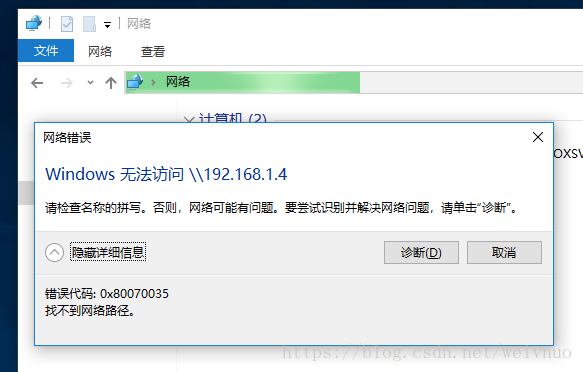 网络
文件 网络 查看
网络
计算机 (2)
OXSV
网络错误
Windows 无法访问 \\192.168.1.4
请检查名称的拼写。否则，网络可能有问题。要尝试识别并解决网络问题，请单击“诊断”。
隐藏详细信息 诊断(D) 取消
错误代码: 0x80070035
找不到网络路径。
https://blog.csdn.net/weivnuo